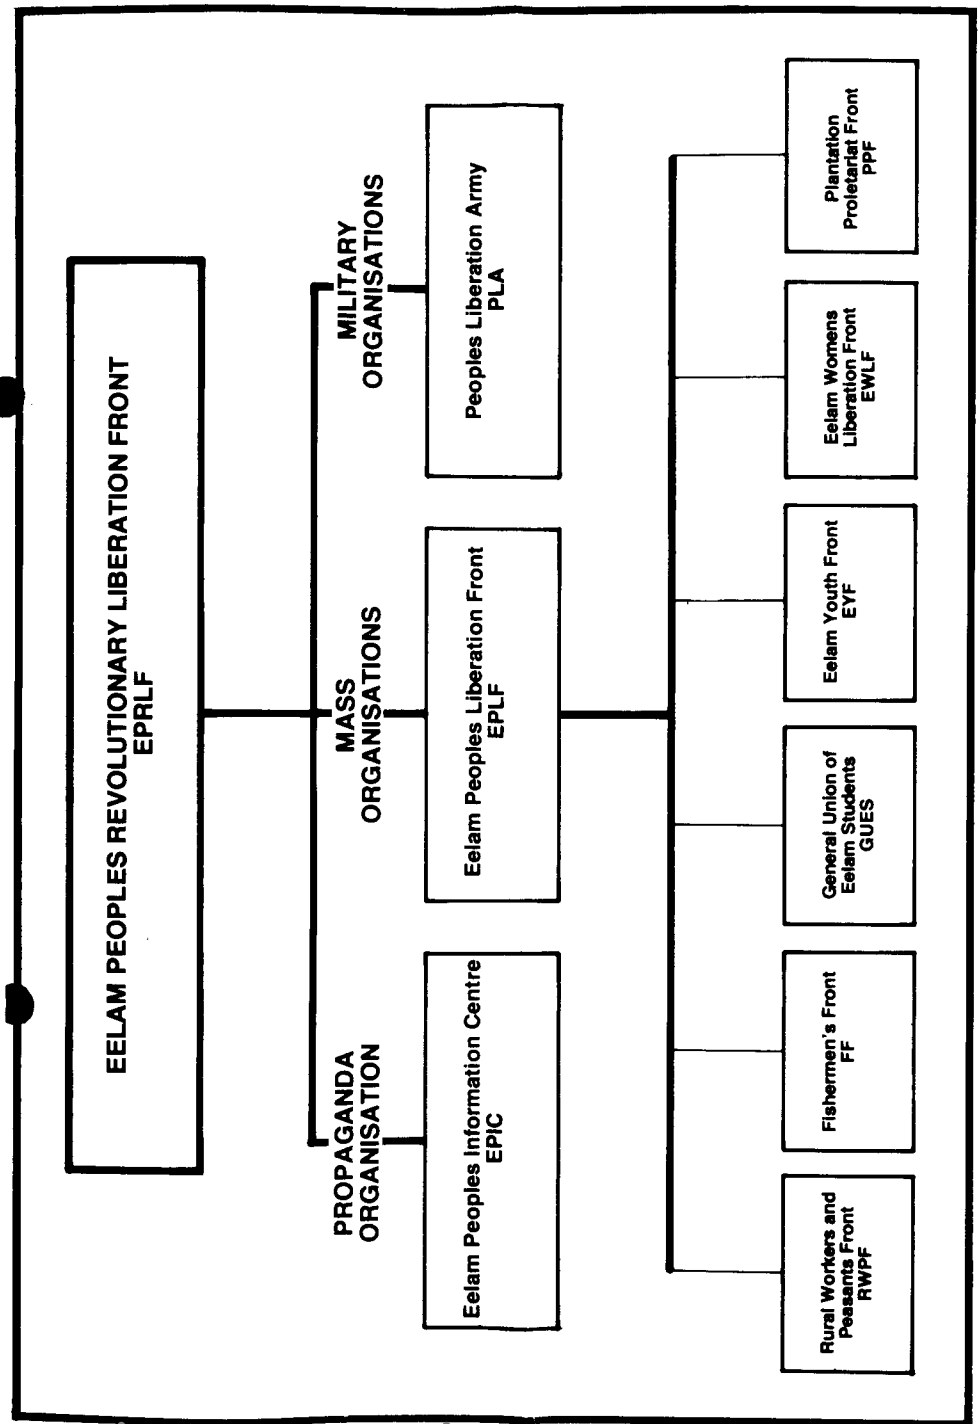 EELAM PEOPLES REVOLUTIONARY LIBERATION FRONT
EPRLF
PROPAGANDA
ORGANISATION
MASS
ORGANISATIONS
MILITARY
ORGANISATIONS
Eelam Peoples Information Centre
EPIC
Eelam Peoples Liberation Front
EPLF
Peoples Liberation Army
PLA
Rural Workers and
Peasants Front
RWPF
Fishermen's Front
FF
General Union of
Eelam Students
GUES
Eelam Youth Front
EYF
Eelam Womens
Liberation Front
EWLF
Plantation
Proletariat Front
PPF